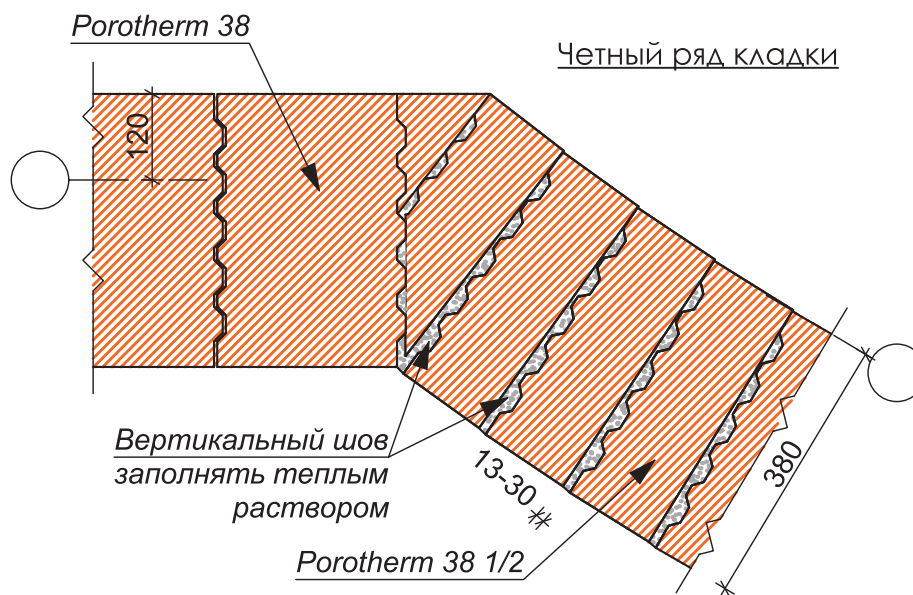 Porotherm 38
Четный ряд кладки
120
Вертикальный шов
заполнять теплым
раствором
13-30 **
380
Porotherm 38 1/2